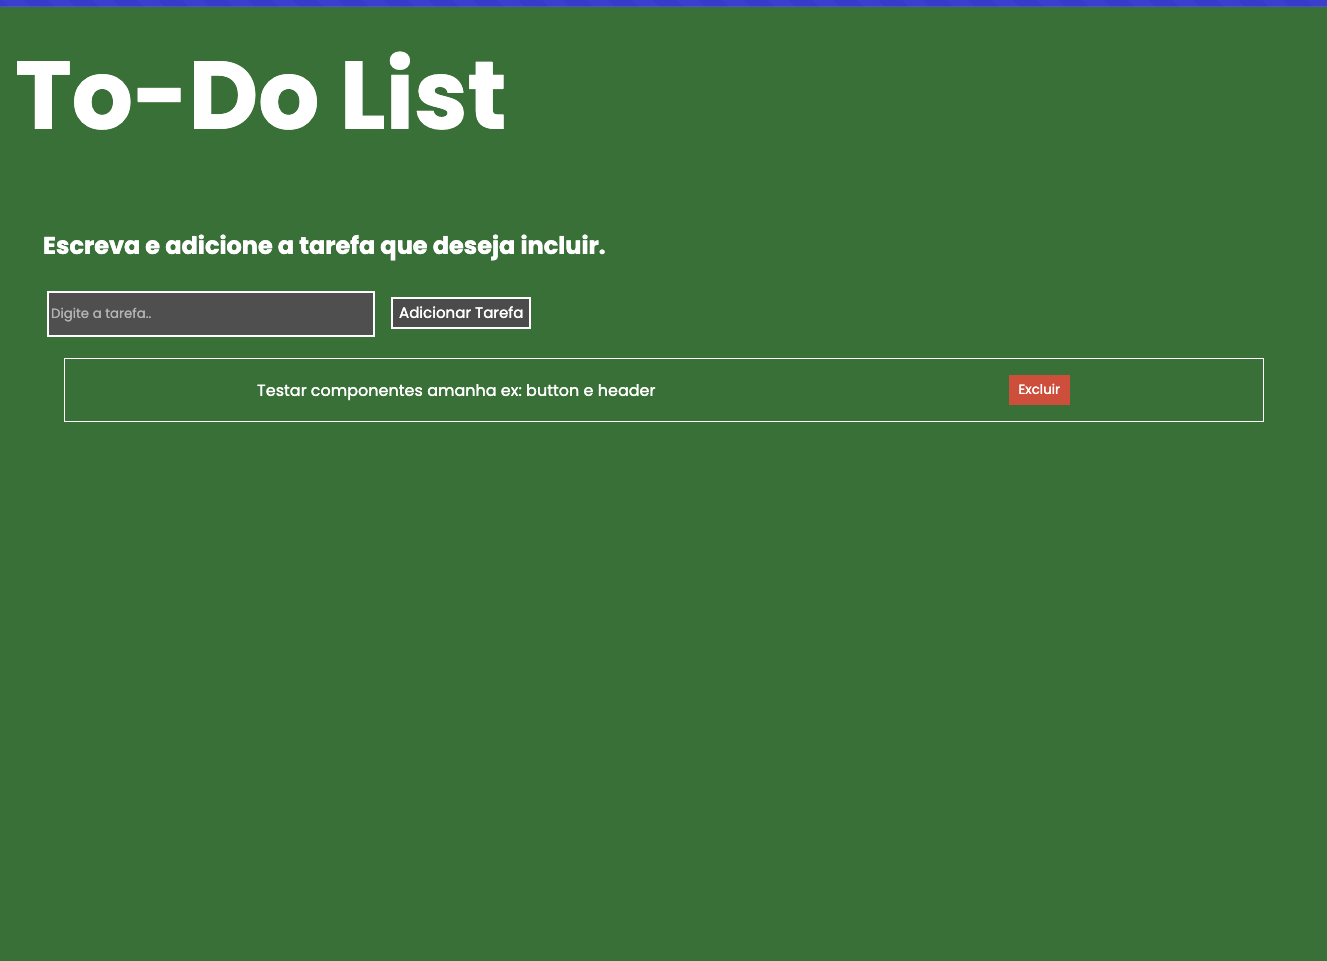 To-Do List
Escreva e adicione a tarefa que deseja incluir.
Digite a tarefa..
Adicionar Tarefa
Testar componentes amanha ex: button e header
Excluir